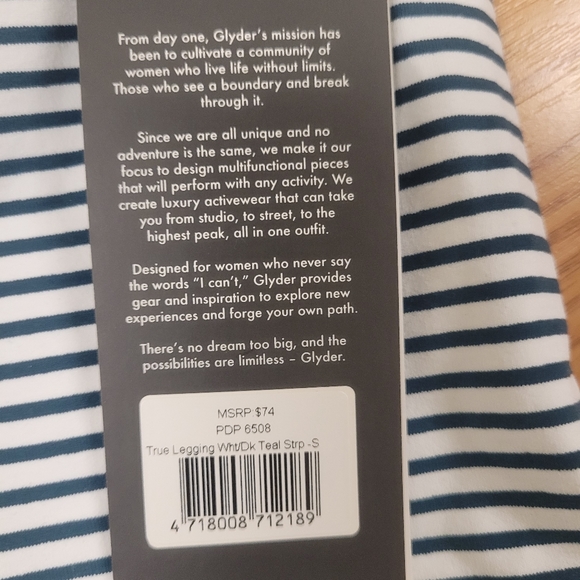 From day one, Glyder's mission has
been to cultivate a community of
women who live life without limits.
Those who see a boundary and break
through it.
Since we are all unique and no
adventure is the same, we make it our
focus to design multifunctional pieces
that will perform with any activity. We
create luxury activewear that can take
you from studio, to street, to the
highest peak, all in one outfit.
Designed for women who never say
the words "I can't," Glyder provides
gear and inspiration to explore new
experiences and forge your own path.
There's no dream too big, and the
possibilities are limitless – Glyder.
MSRP $74
PDP 6508
True Legging Wht/Dk Teal Strp -S
4 718008 712189